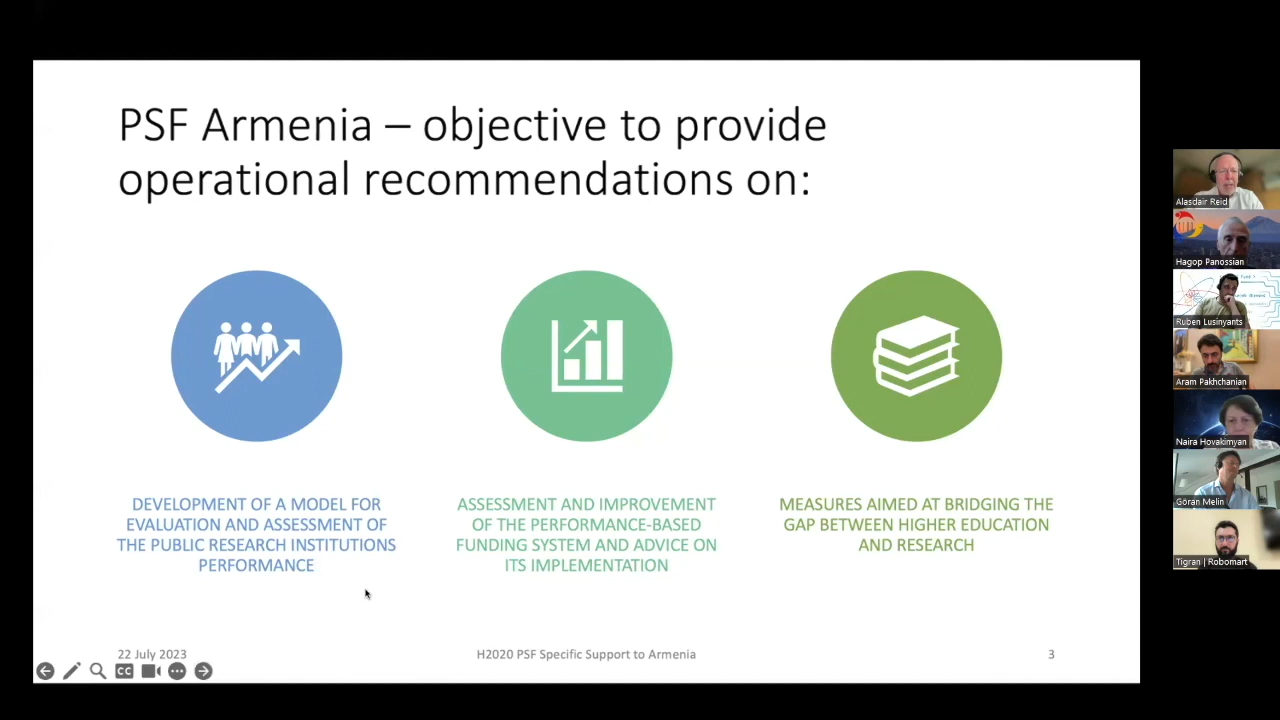 PSF Armenia – objective to provide
operational recommendations on:
DEVELOPMENT OF A MODEL FOR
EVALUATION AND ASSESSMENT OF
THE PUBLIC RESEARCH INSTITUTIONS
PERFORMANCE
ASSESSMENT AND IMPROVEMENT
OF THE PERFORMANCE-BASED
FUNDING SYSTEM AND ADVICE ON
ITS IMPLEMENTATION
MEASURES AIMED AT BRIDGING THE
GAP BETWEEN HIGHER EDUCATION
AND RESEARCH
22 July 2023
H2020 PSF Specific Support to Armenia
3
CC
Alasdair Reid
Hagop Panossian
Ruben Lusinyants
Aram Pakhchanian
Naira Hovakimyan
Göran Melin
Tigran | Robomart